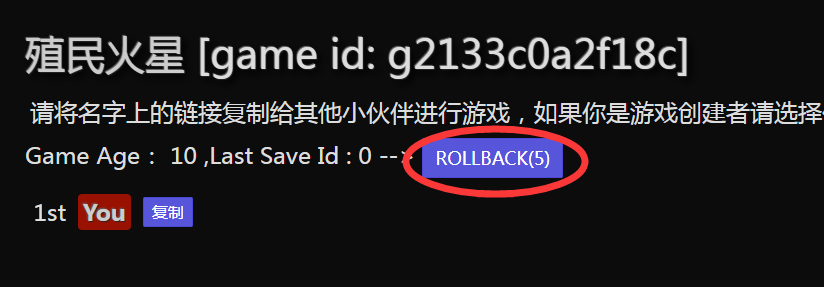 殖民火星 [game id: g2133c0a2f18c]
请将名字上的链接复制给其他小伙伴进行游戏，如果你是游戏创建者请选择
Game Age： 10 ,Last Save Id : 0 --> ROLLBACK(5)
1st You 复制